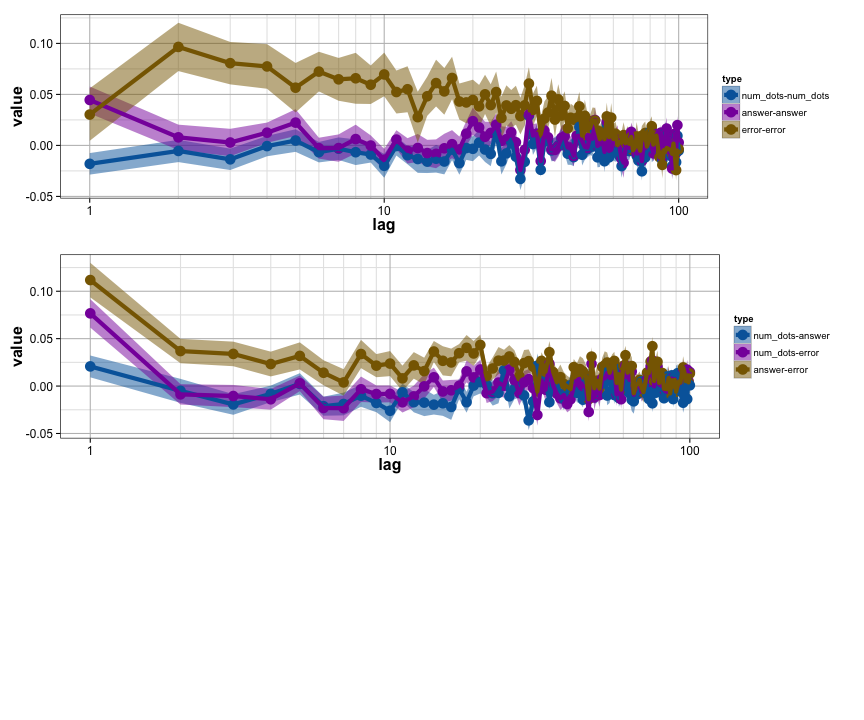 0.10
0.05
0.00
-0.05
value
1 10 100
lag
type
num_dots-num_dots
answer-answer
error-error
0.10
0.05
0.00
-0.05
value
1 10 100
lag
type
num_dots-answer
num_dots-error
answer-error